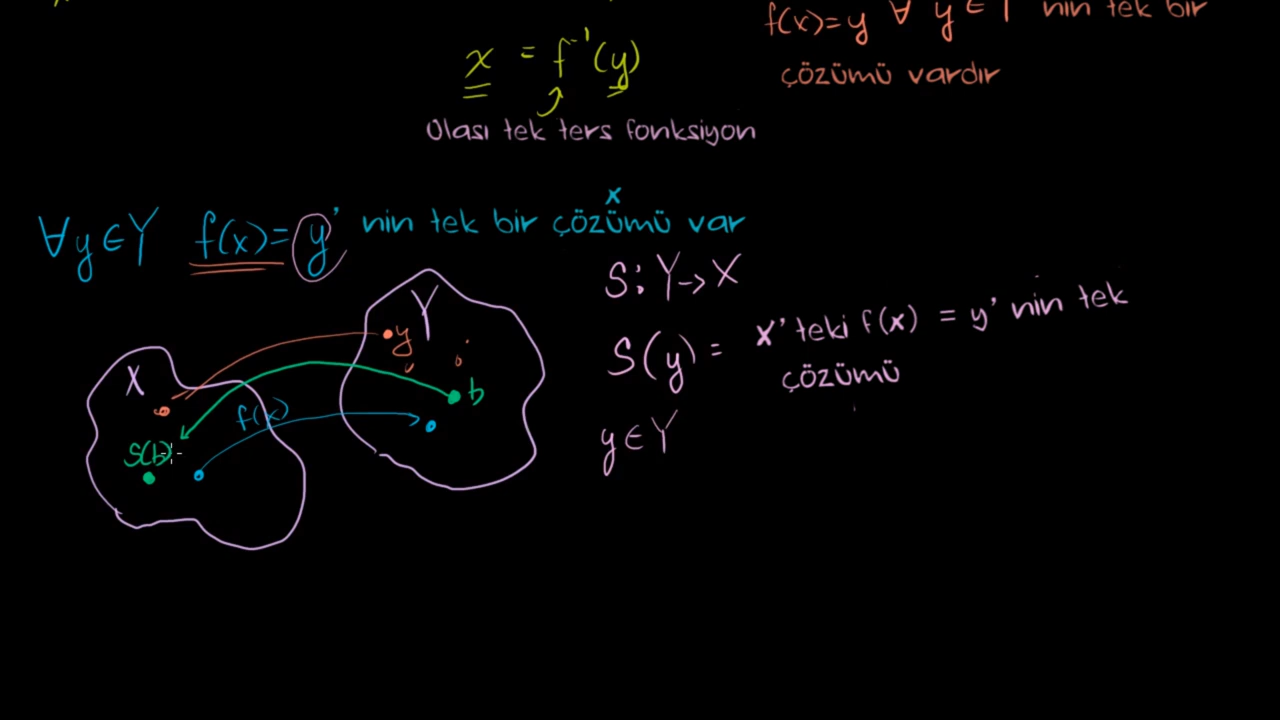 f(x)=y ∀ y ∈ Y nin tek bir
çözümü vardır
x = f⁻¹(y)
Olası tek ters fonksiyon
x
∀y∈Y f(x)=y' nin tek bir çözümü var
S: Y→X
S(y) = x'teki f(x) = y' nin tek
çözümü
y∈Y
Y
y
b
X
f(x)
S(b)